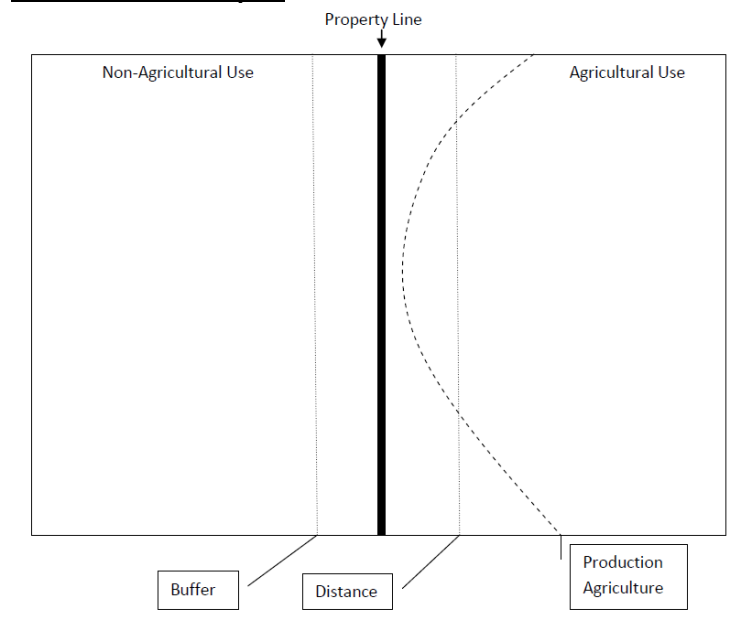 Property Line
Non-Agricultural Use
Agricultural Use
Buffer
Distance
Production
Agriculture